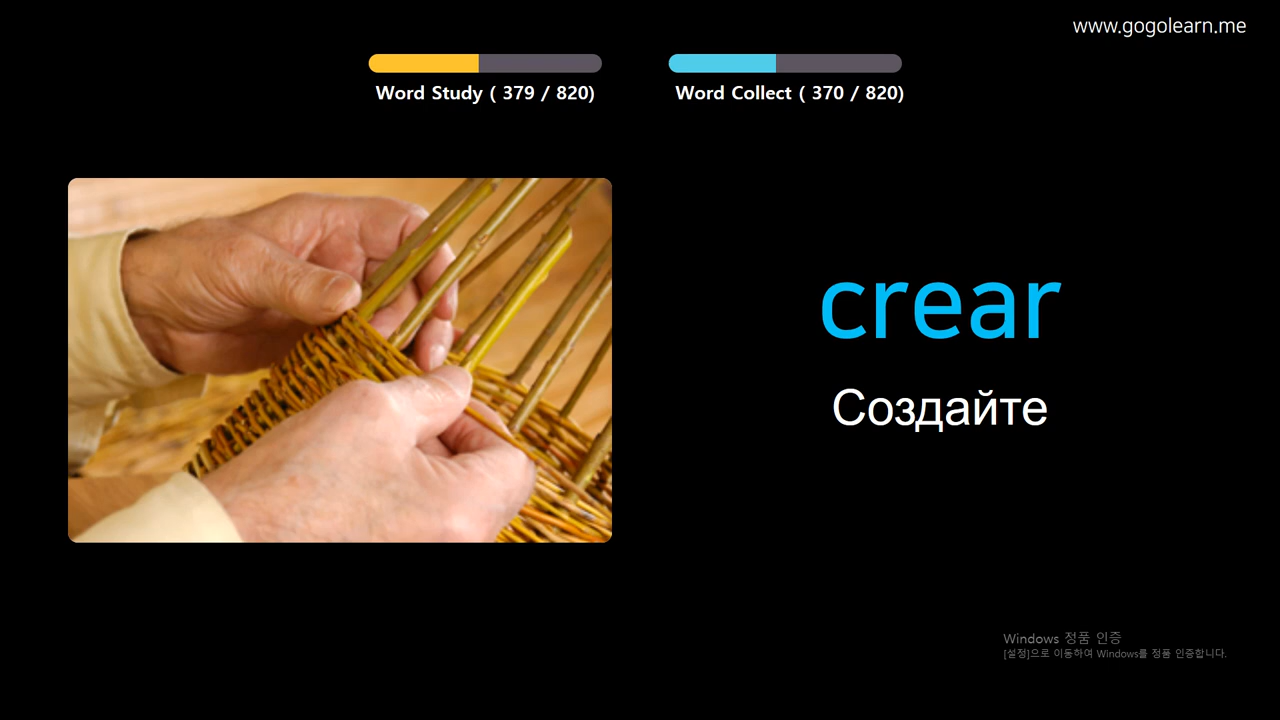 www.gogolearn.me
Word Study ( 379 / 820)
Word Collect ( 370 / 820)
crear
Создайте
Windows 정품 인증
[설정]으로 이동하여 Windows를 정품 인증합니다.